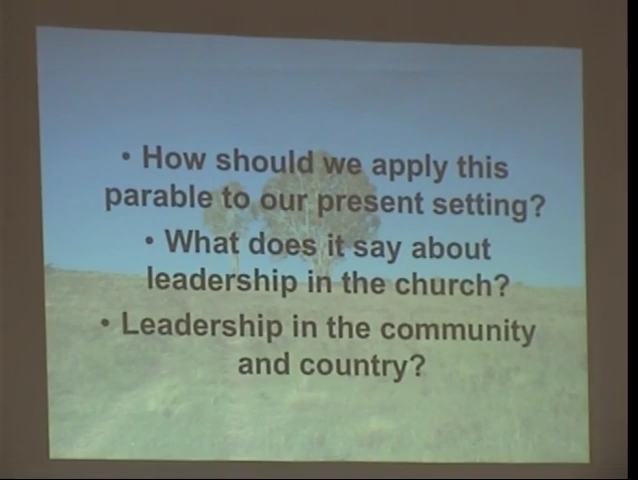 • How should we apply this
parable to our present setting?
• What does it say about
leadership in the church?
• Leadership in the community
and country?